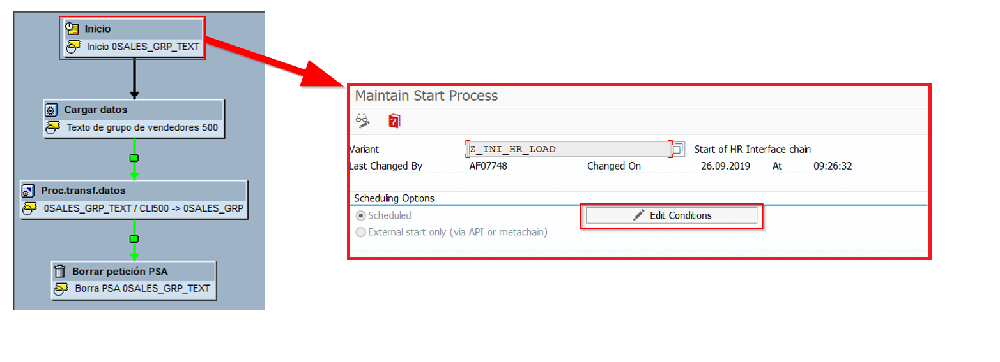 Inicio
Inicio 0SALES_GRP_TEXT
Cargar datos
Texto de grupo de vendedores 500
Proc.transf.datos
0SALES_GRP_TEXT / CLI500 -> 0SALES_GRP
Borrar petición PSA
Borra PSA 0SALES_GRP_TEXT
Maintain Start Process
Variant Z_INI_HR_LOAD Start of HR Interface chain
Last Changed By AF07748 Changed On 26.09.2019 At 09:26:32
Scheduling Options
Scheduled Edit Conditions
External start only (via API or metachain)